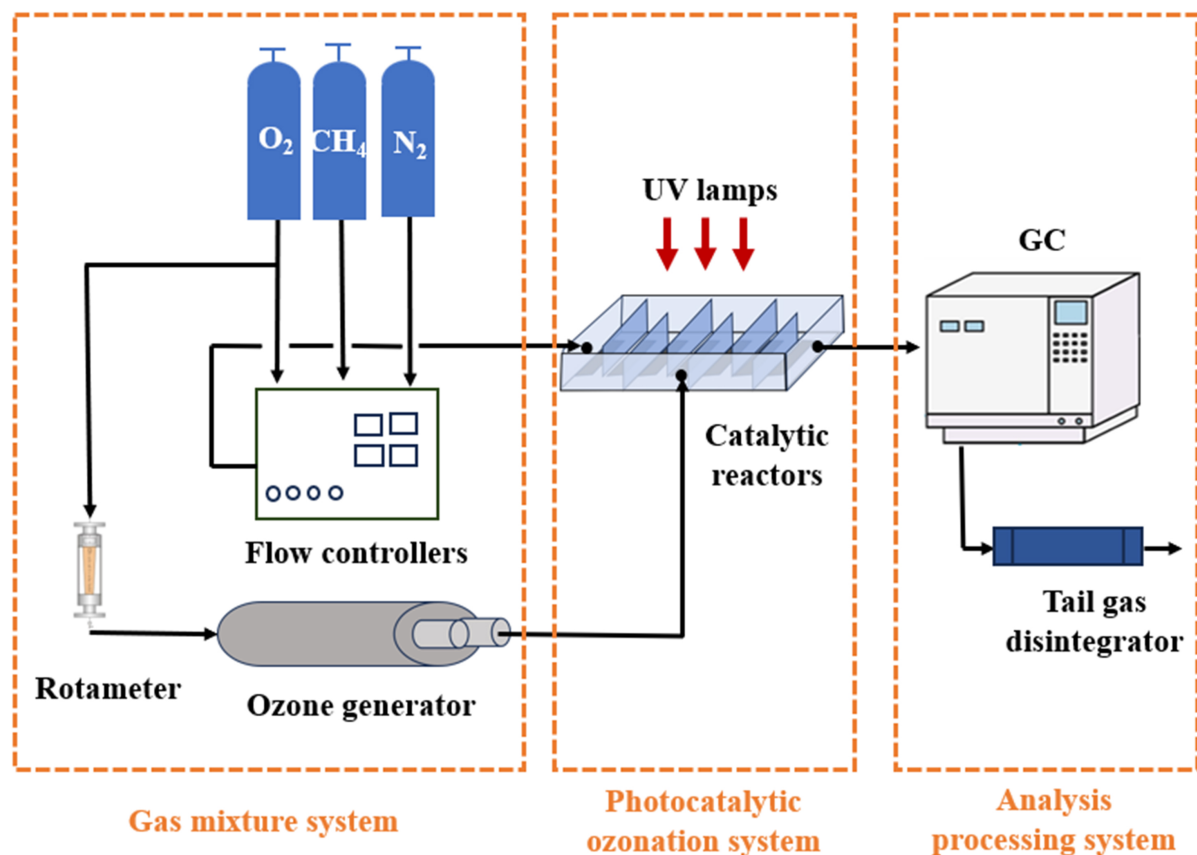 O₂
CH₄
N₂
UV lamps
GC
Catalytic
reactors
Flow controllers
Tail gas
disintegrator
Rotameter
Ozone generator
Gas mixture system
Photocatalytic
ozonation system
Analysis
processing system